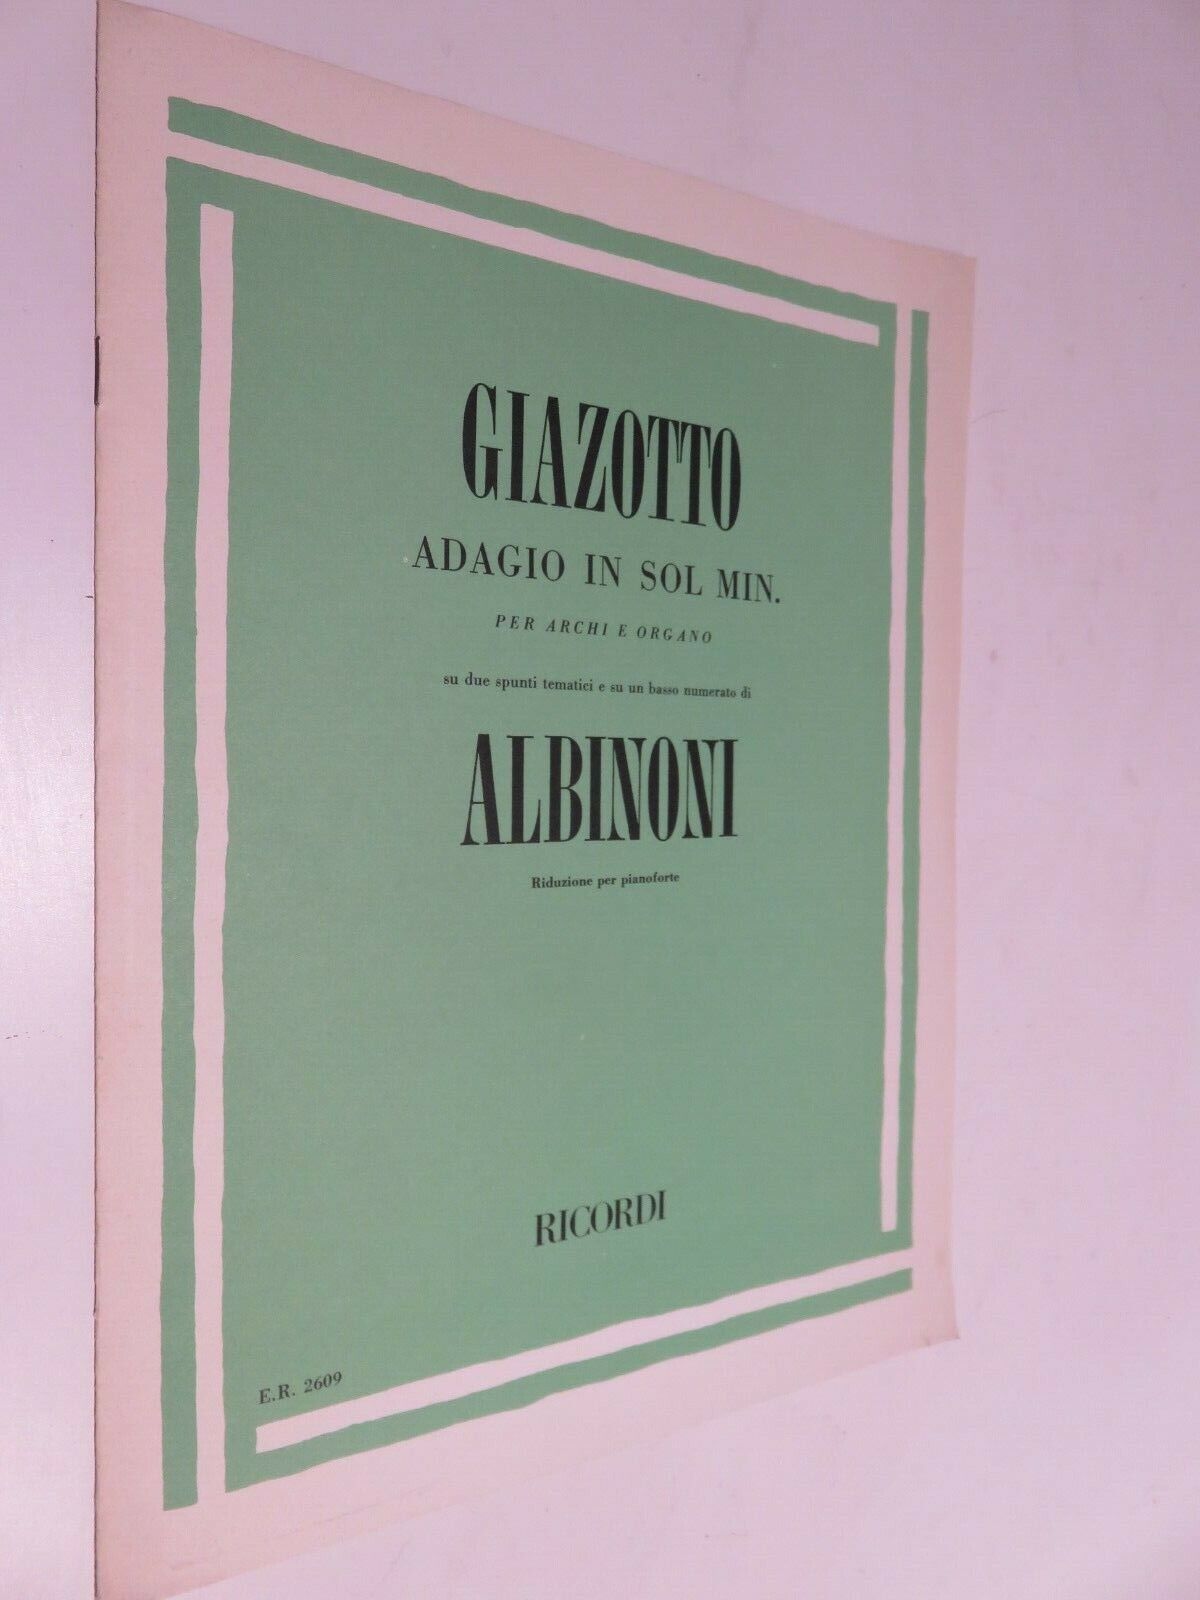 GIAZOTTO
ADAGIO IN SOL MIN.
PER ARCHI E ORGANO
su due spunti tematici e su un basso numerato di
ALBINONI
Riduzione per pianoforte
RICORDI
E.R. 2609